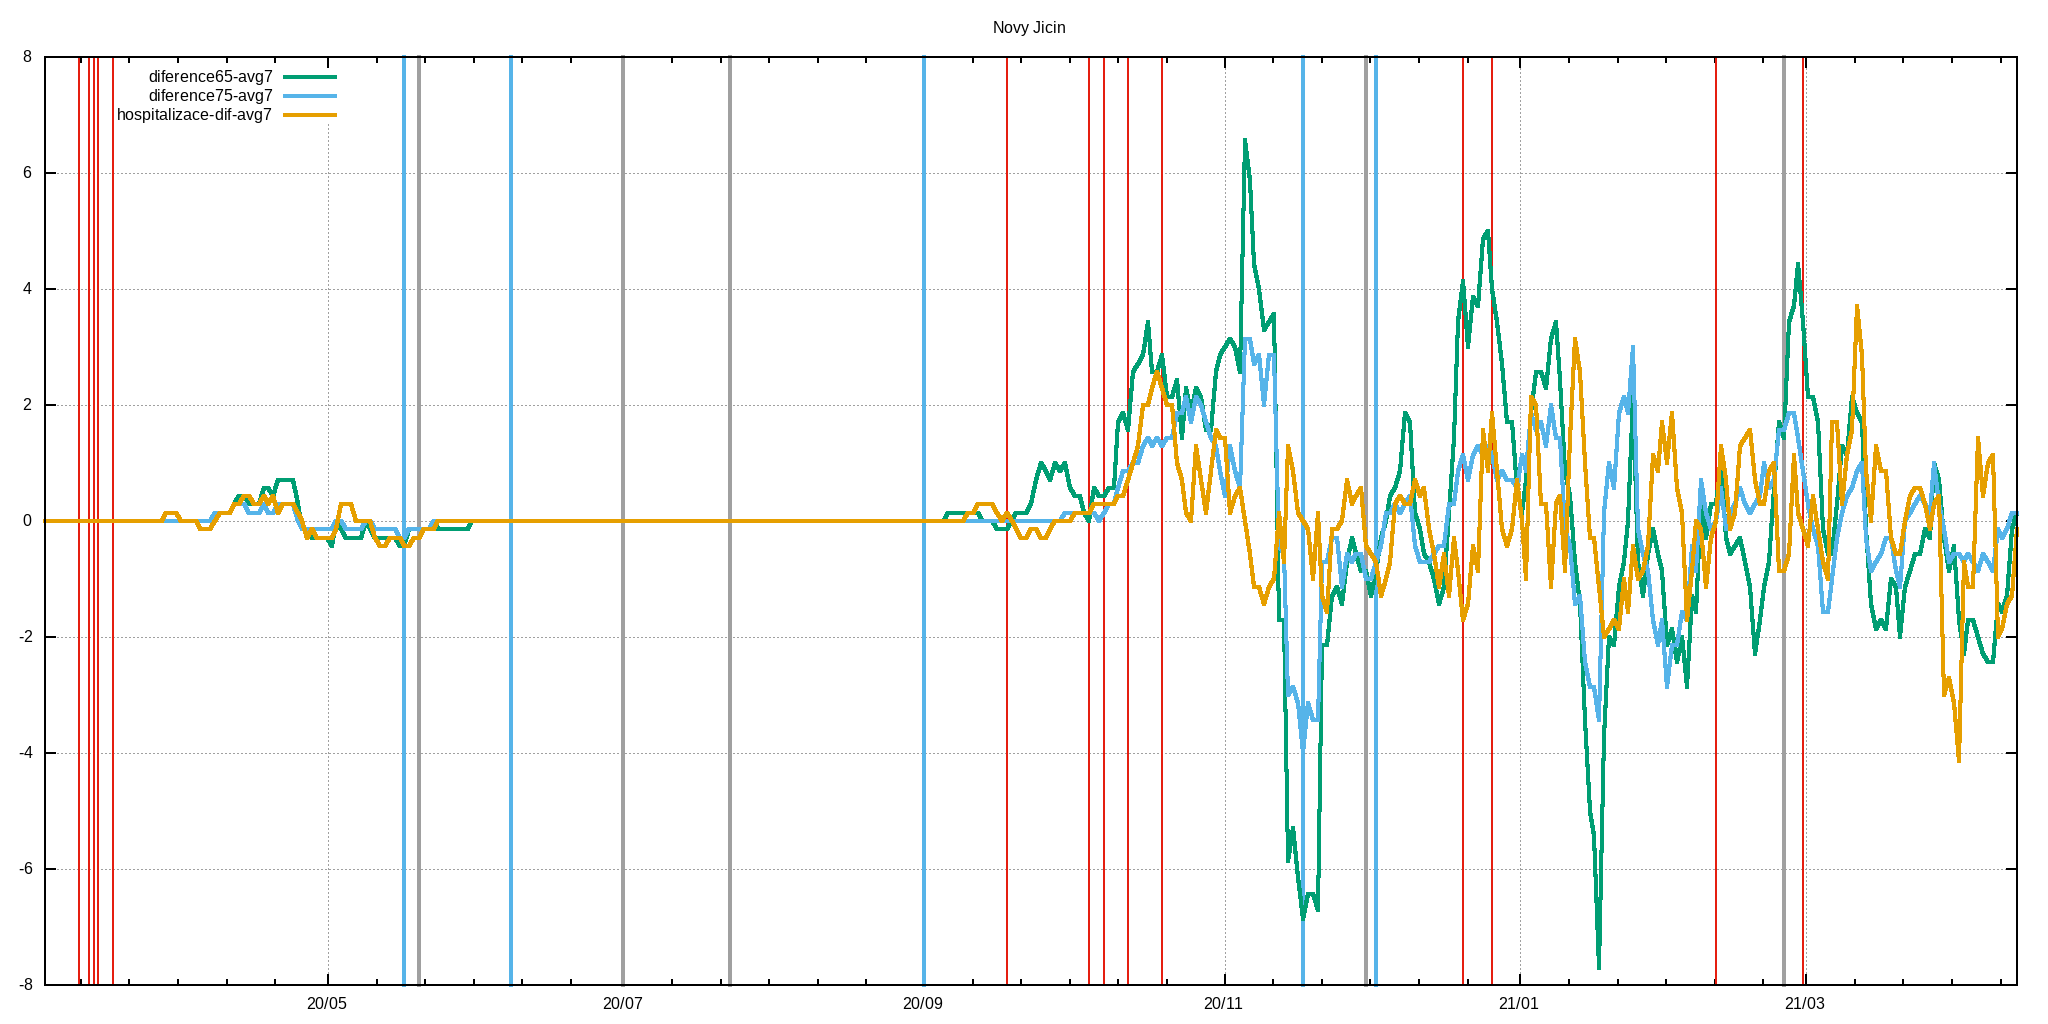 Novy Jicin
8
diference65-avg7
diference75-avg7
hospitalizace-dif-avg7
6
4
2
0
-2
-4
-6
-8
20/05 20/07 20/09 20/11 21/01 21/03